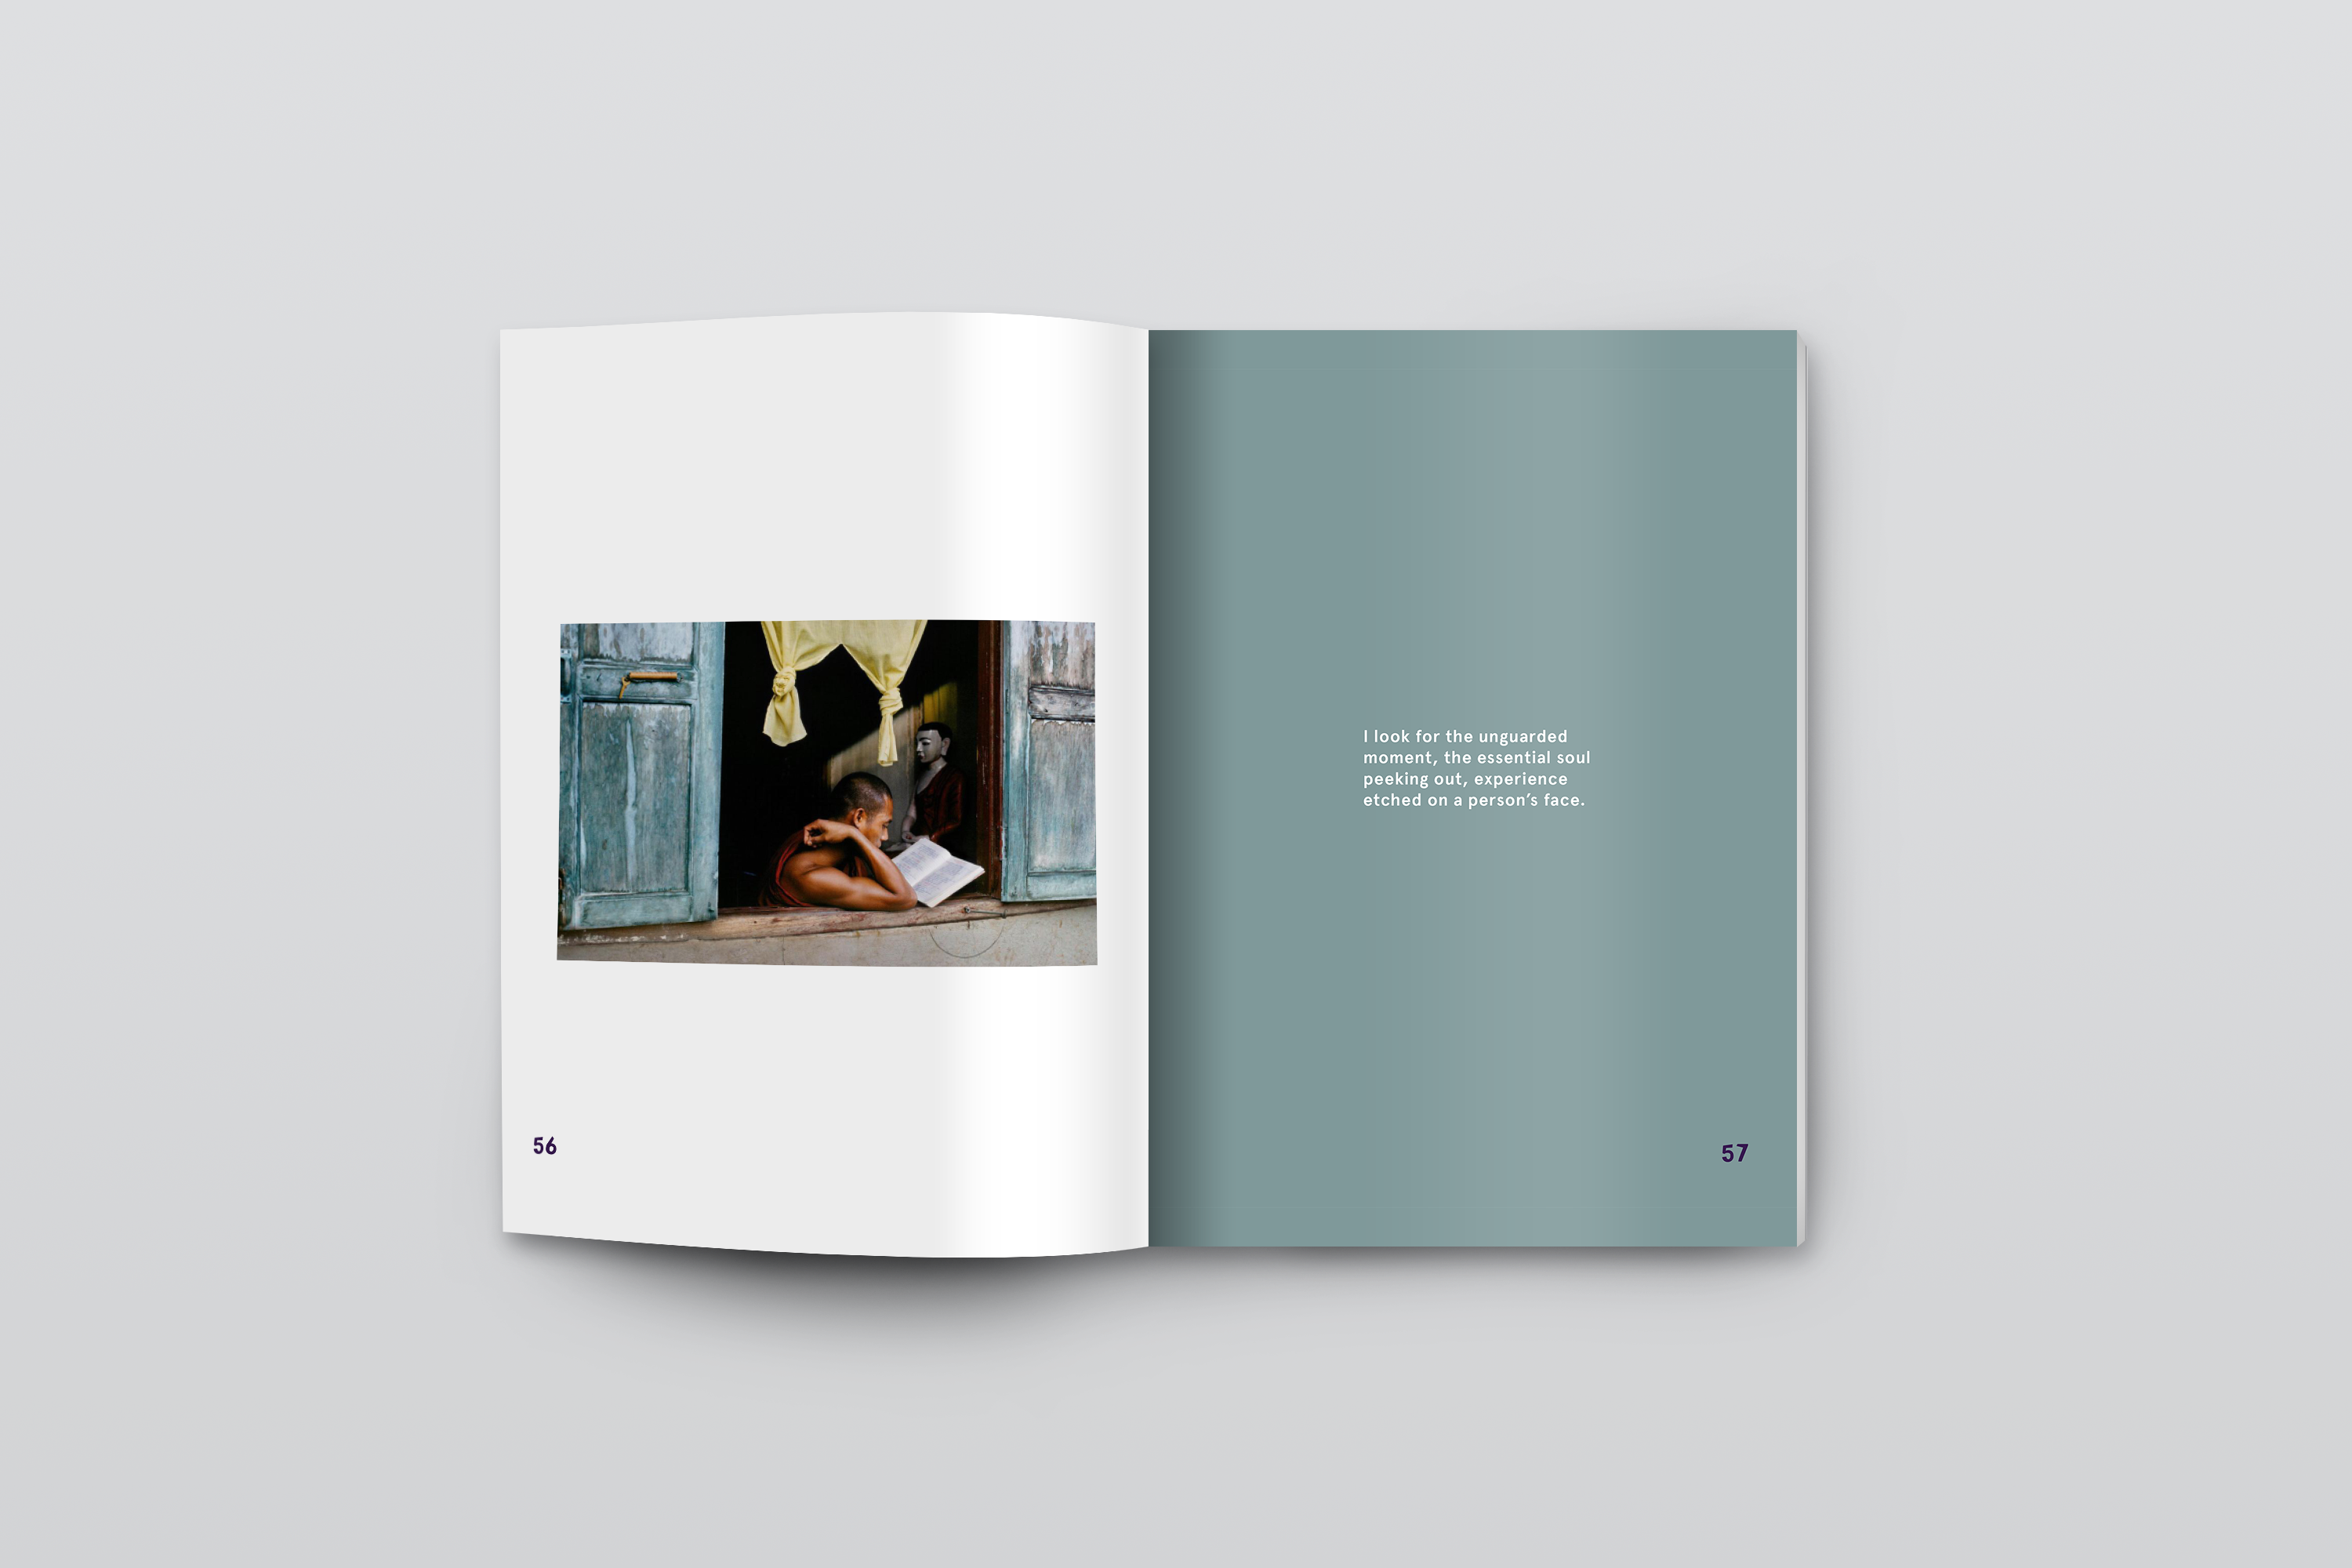 I look for the unguarded
moment, the essential soul
peeking out, experience
etched on a person’s face.
56
57